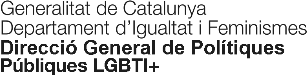 Generalitat de Catalunya
Departament d'Igualtat i Feminismes
Direcció General de Polítiques
Públiques LGBTI+